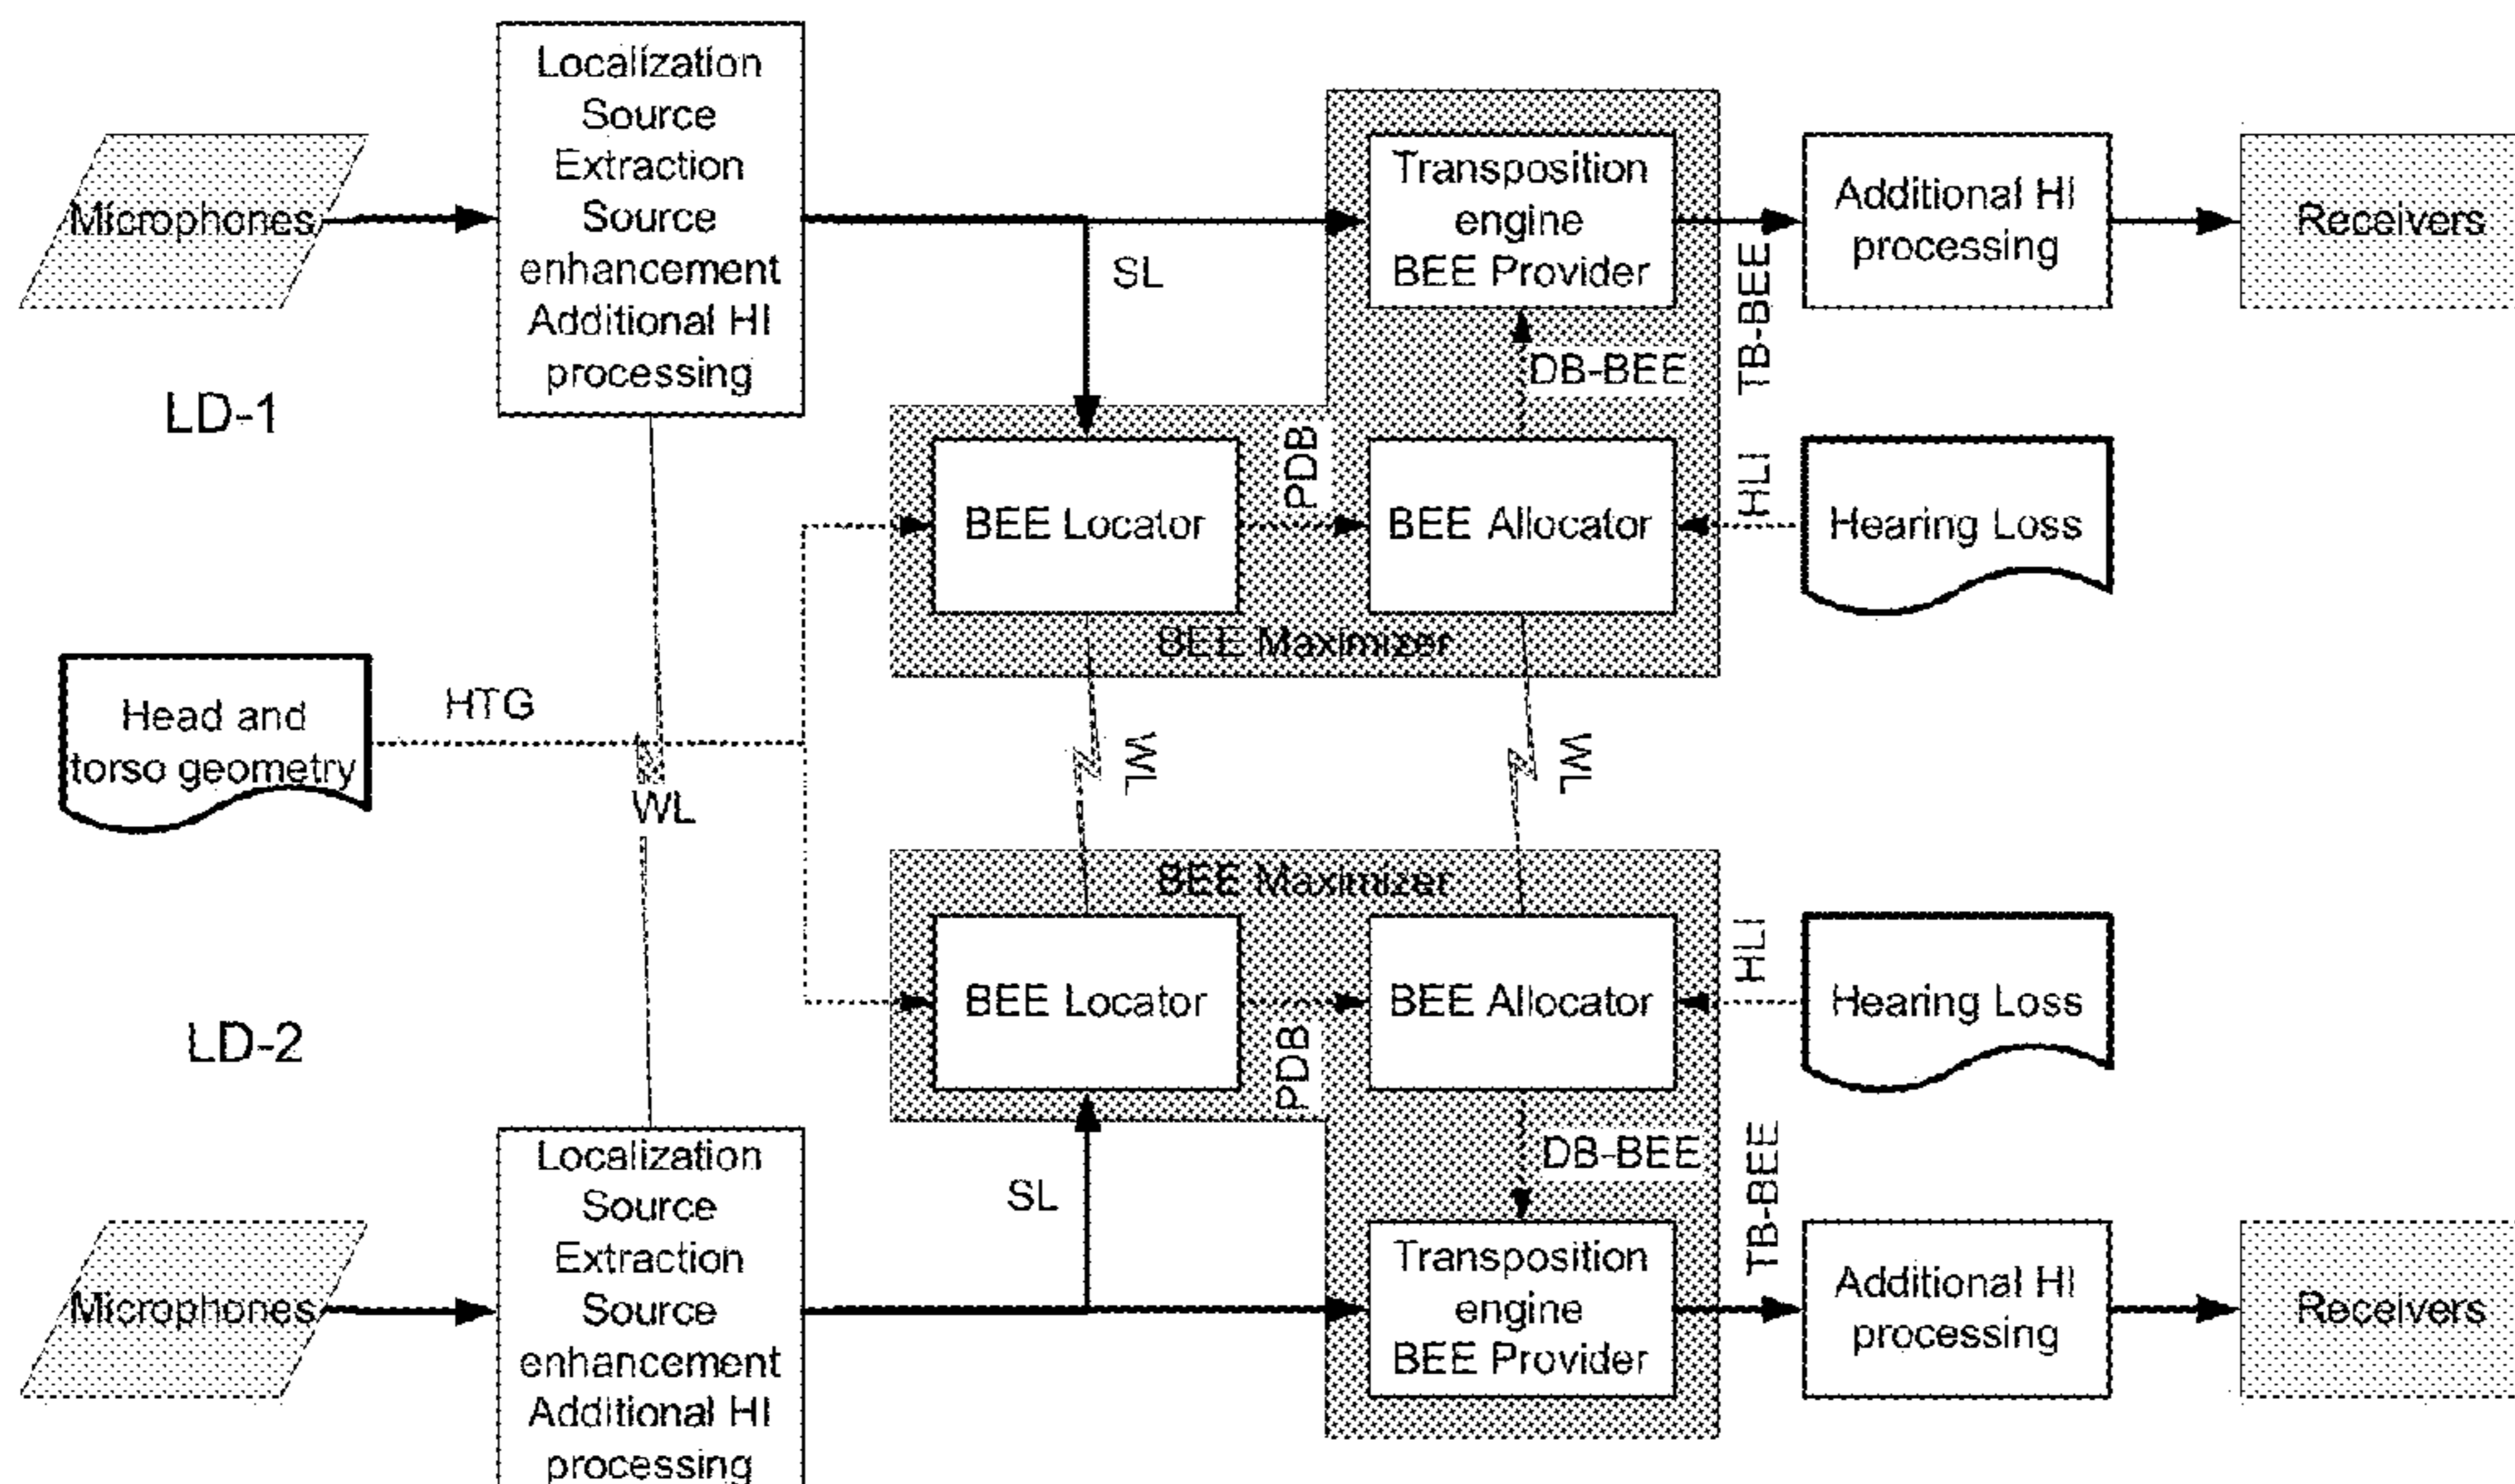 Microphones
LD-1
Localization
Source
Extraction
Source
enhancement
Additional HI
processing
SL
Transposition
engine
BEE Provider
DB-BEE
TB-BEE
Additional HI
processing
Receivers
BEE Locator
PDB
BEE Allocator
HLI
Hearing Loss
BEE Maximizer
Head and
torso geometry
HTG
WL
WL
WL
BEE Maximizer
BEE Locator
PDB
BEE Allocator
HLI
Hearing Loss
LD-2
Microphones
Localization
Source
Extraction
Source
enhancement
Additional HI
processing
SL
DB-BEE
TB-BEE
Transposition
engine
BEE Provider
Additional HI
processing
Receivers